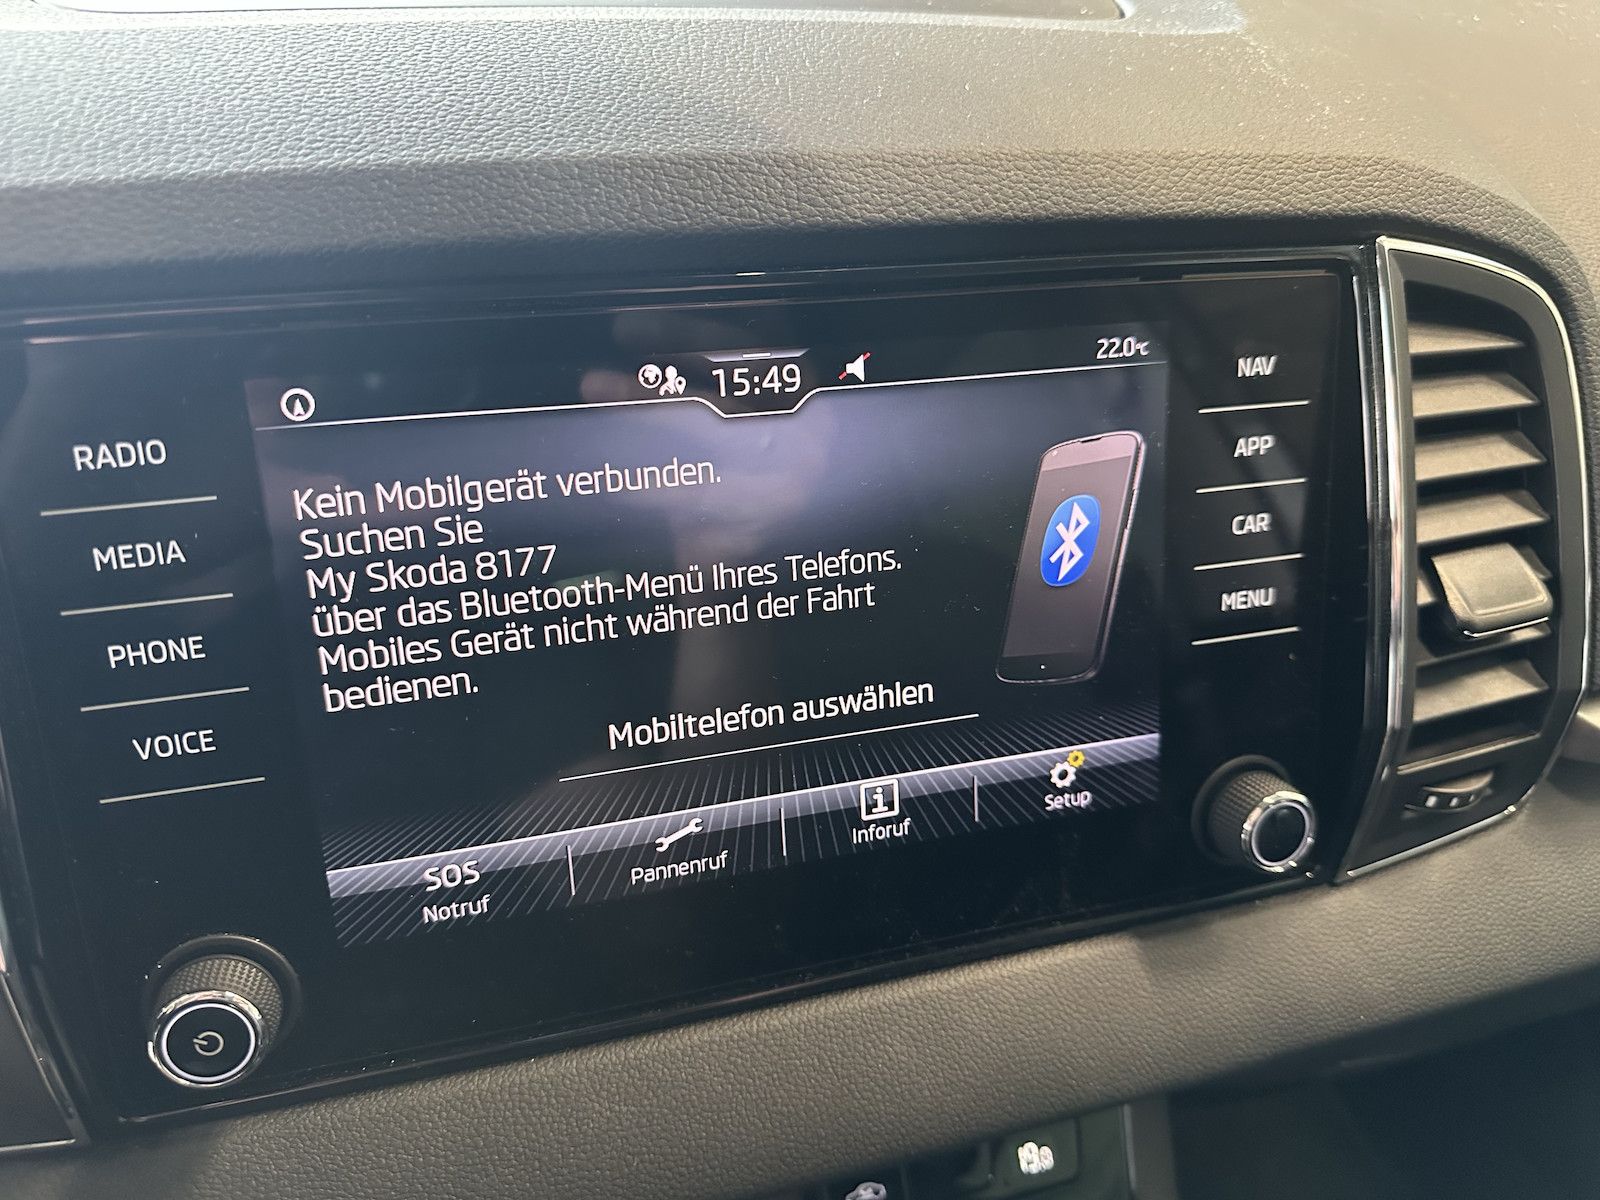 15:49
22.0°C
RADIO
MEDIA
PHONE
VOICE
Kein Mobilgerät verbunden.
Suchen Sie
My Skoda 8177
über das Bluetooth-Menü Ihres Telefons.
Mobiles Gerät nicht während der Fahrt
bedienen.
Mobiltelefon auswählen
SOS
Notruf
Pannenruf
i
Inforuf
Setup
NAV
APP
CAR
MENU